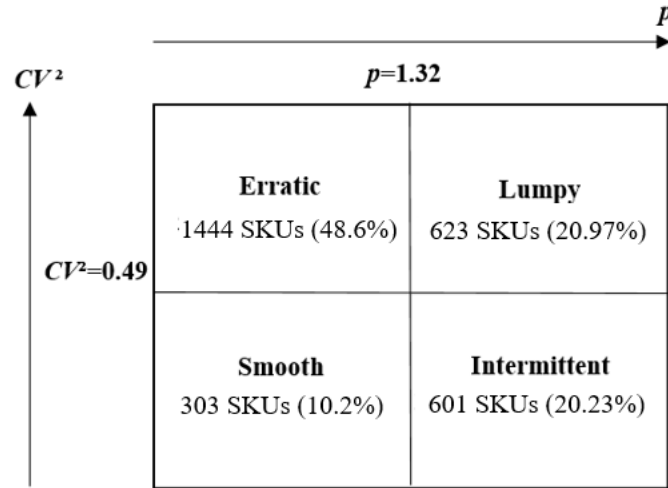 p
CV²
p=1.32
Erratic
1444 SKUs (48.6%)
Lumpy
623 SKUs (20.97%)
CV²=0.49
Smooth
303 SKUs (10.2%)
Intermittent
601 SKUs (20.23%)